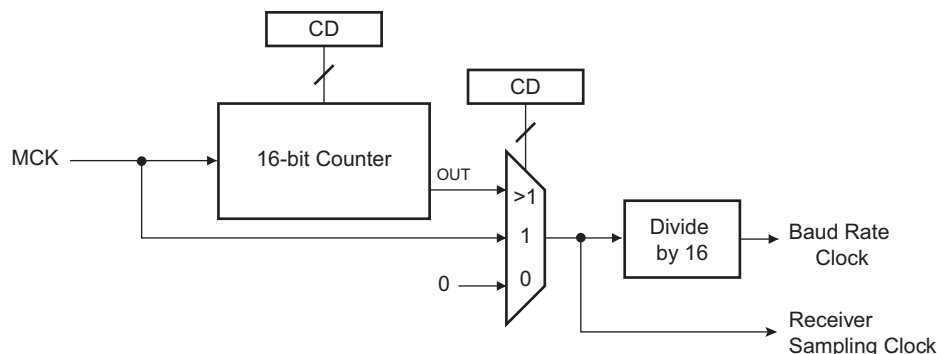 CD
CD
MCK
16-bit Counter
OUT
>1
1
0
0
Divide
by 16
Baud Rate
Clock
Receiver
Sampling Clock